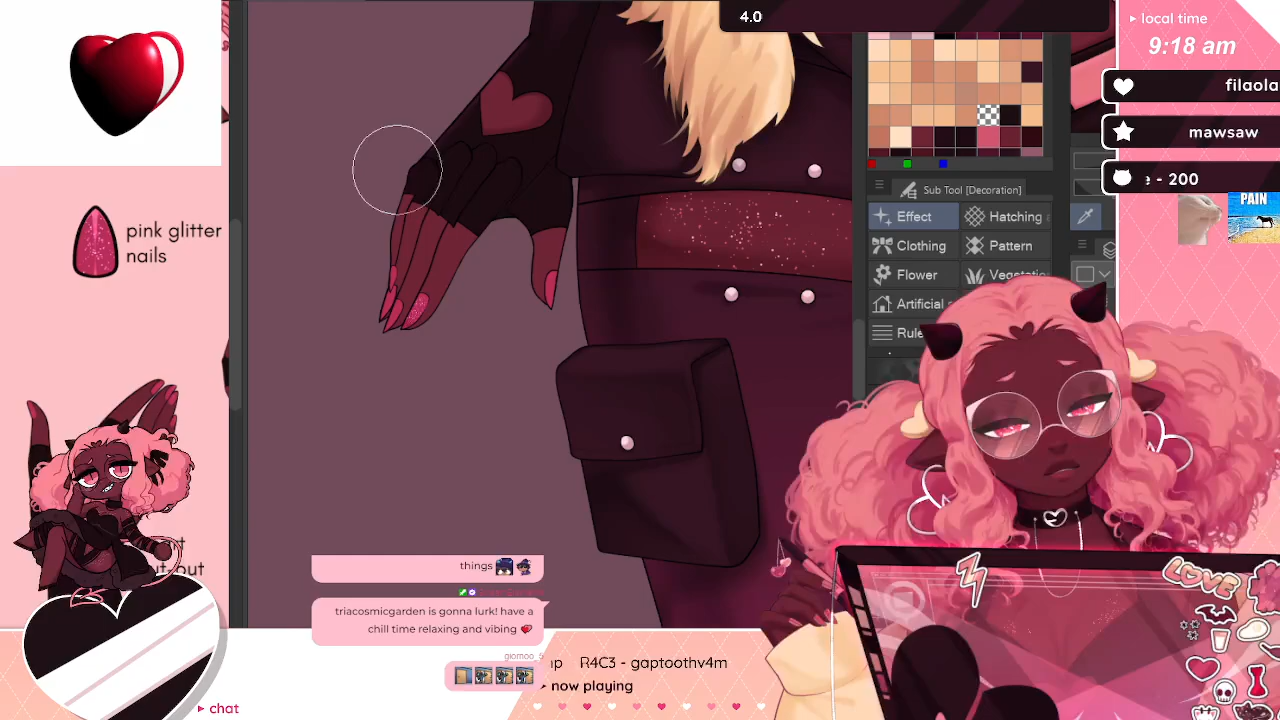 4.0
local time
9:18 am
filaola
mawsaw
e - 200
PAIN
pink glitter
nails
Sub Tool [Decoration]
Effect
Hatching
Clothing
Pattern
Flower
Artificial
Rule
things
triacosmicgarden is gonna lurk! have a
chill time relaxing and vibing
R4C3 - gaptoothv4m
now playing
chat
LOVE